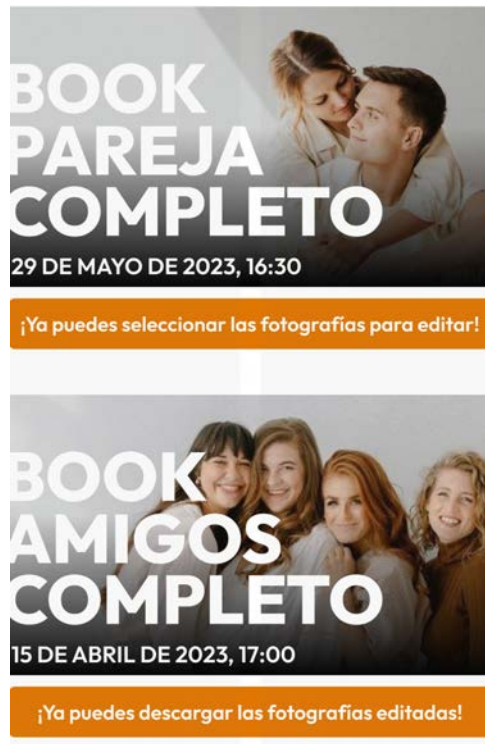 BOOK
PAREJA
COMPLETO
29 DE MAYO DE 2023, 16:30
¡Ya puedes seleccionar las fotografías para editar!
BOOK
AMIGOS
COMPLETO
15 DE ABRIL DE 2023, 17:00
¡Ya puedes descargar las fotografías editadas!